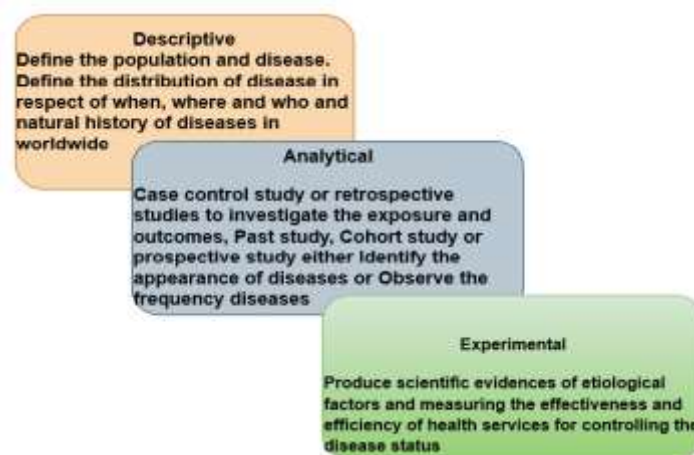 Descriptive
Define the population and disease.
Define the distribution of disease in
respect of when, where and who and
natural history of diseases in
worldwide
Analytical
Case control study or retrospective
studies to investigate the exposure and
outcomes, Past study, Cohort study or
prospective study either Identify the
appearance of diseases or Observe the
frequency diseases
Experimental
Produce scientific evidences of etiological
factors and measuring the effectiveness and
efficiency of health services for controlling the
disease status